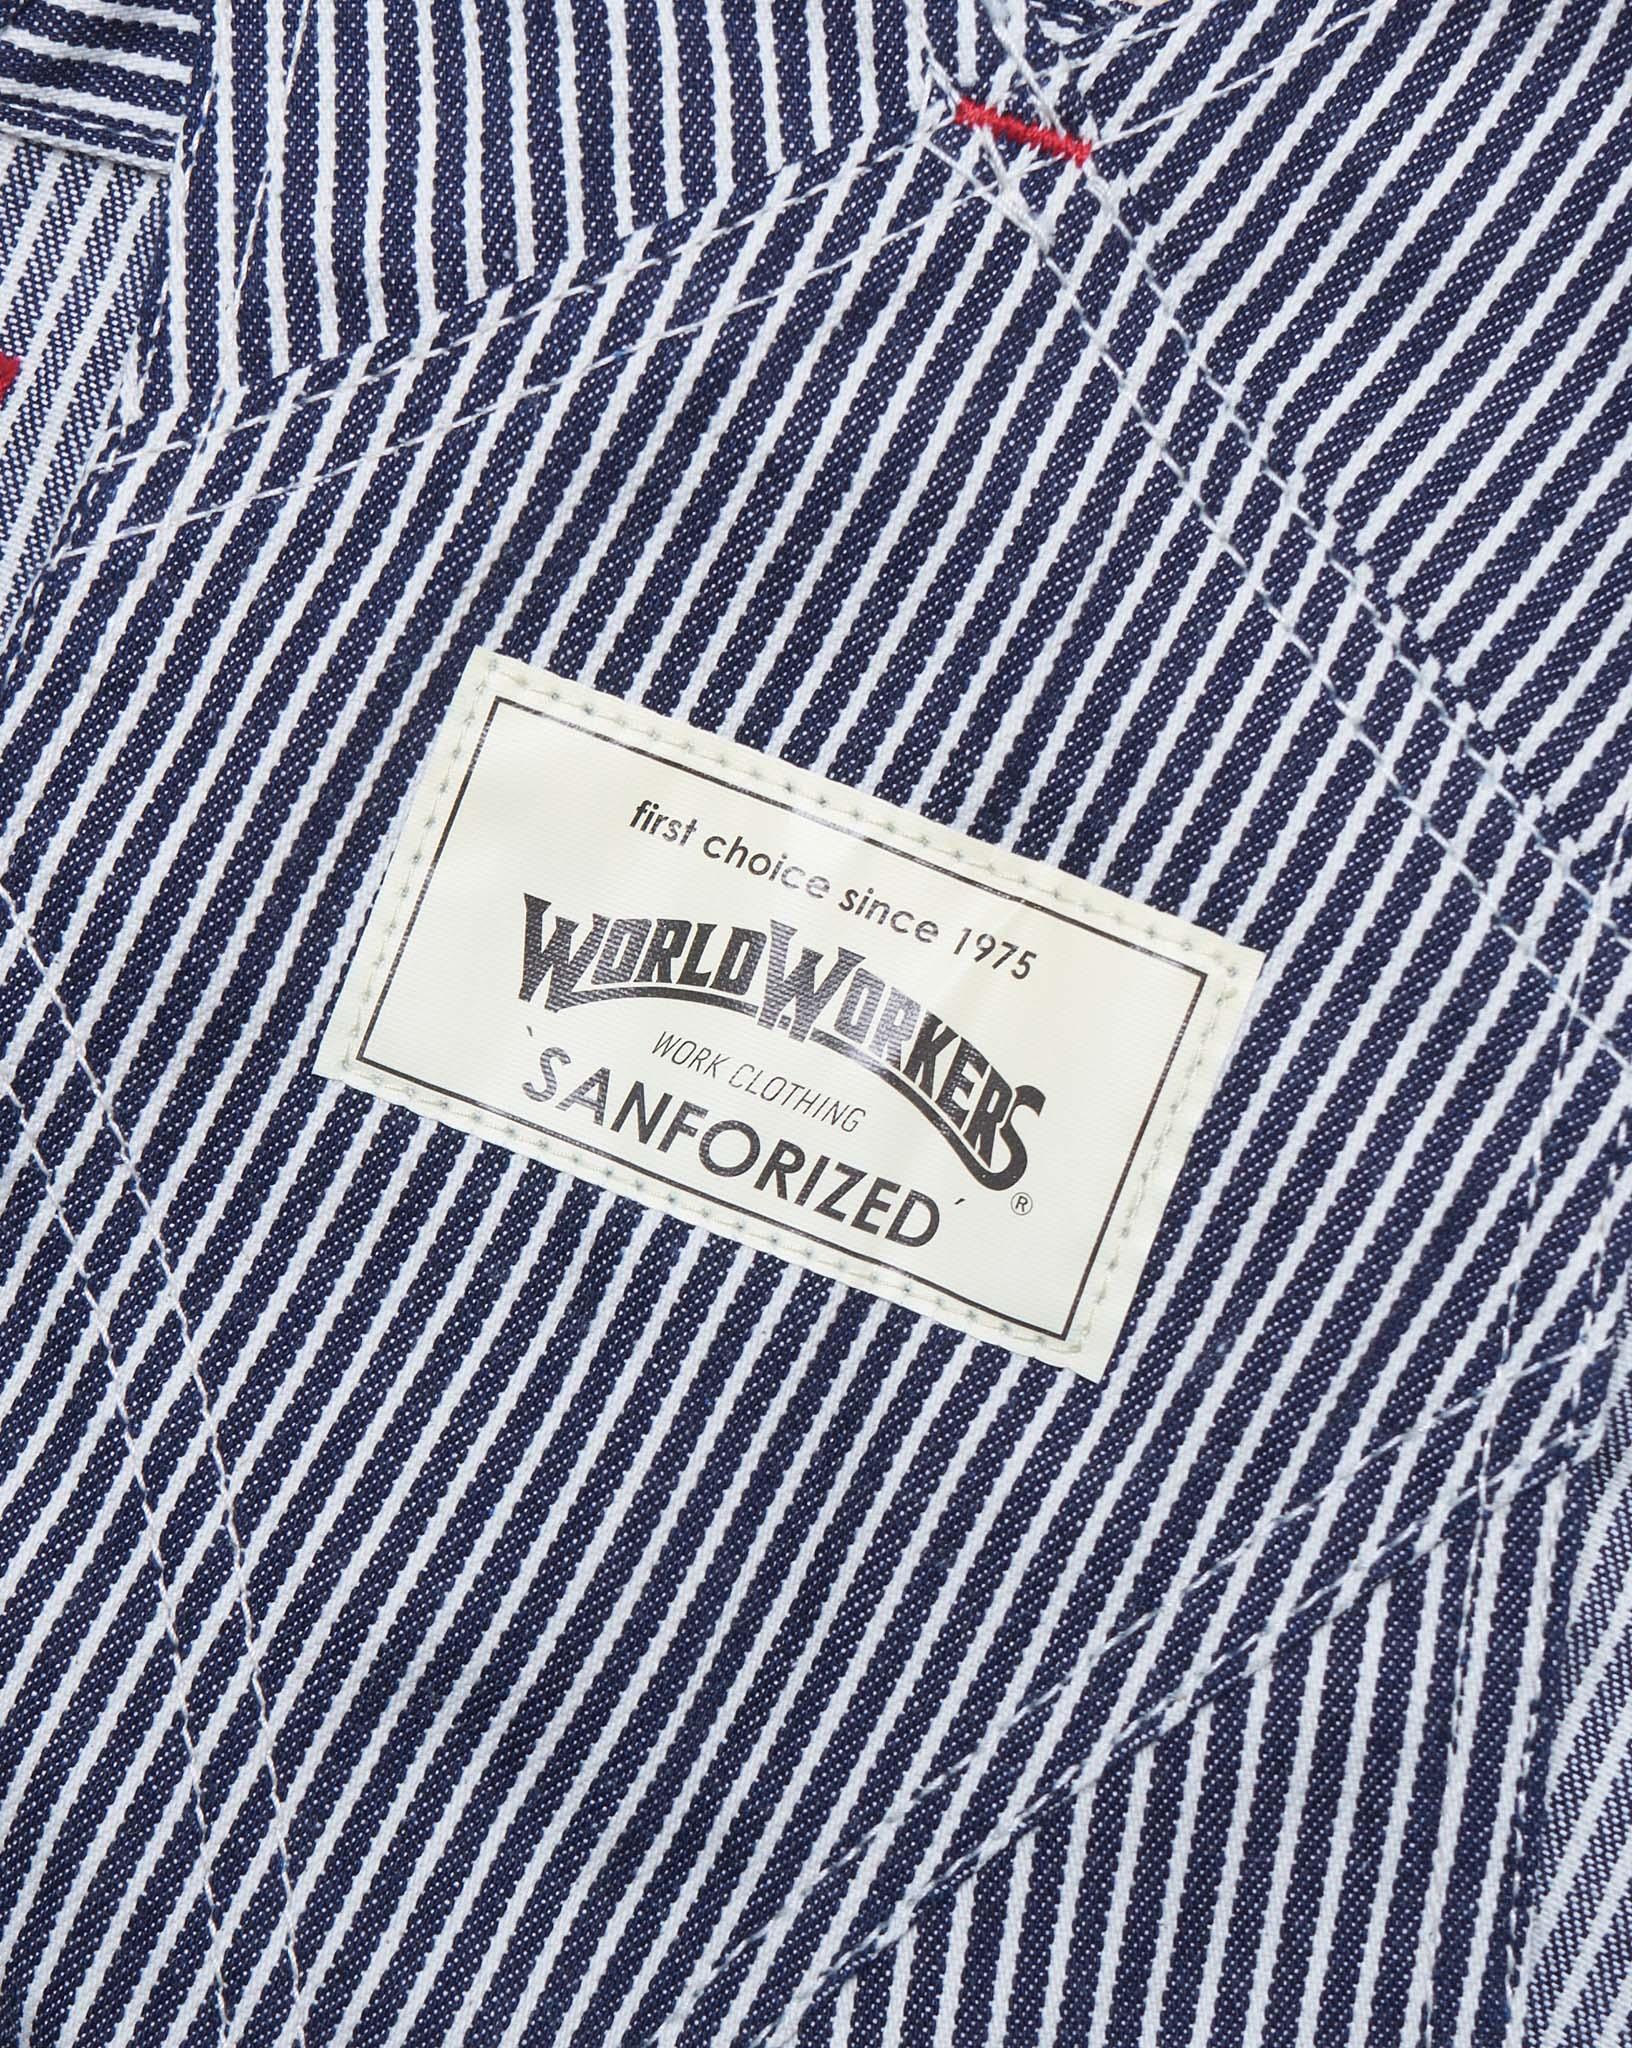 first choice since 1975
WORLD WORKERS
®
WORK CLOTHING
`SANFORIZED´